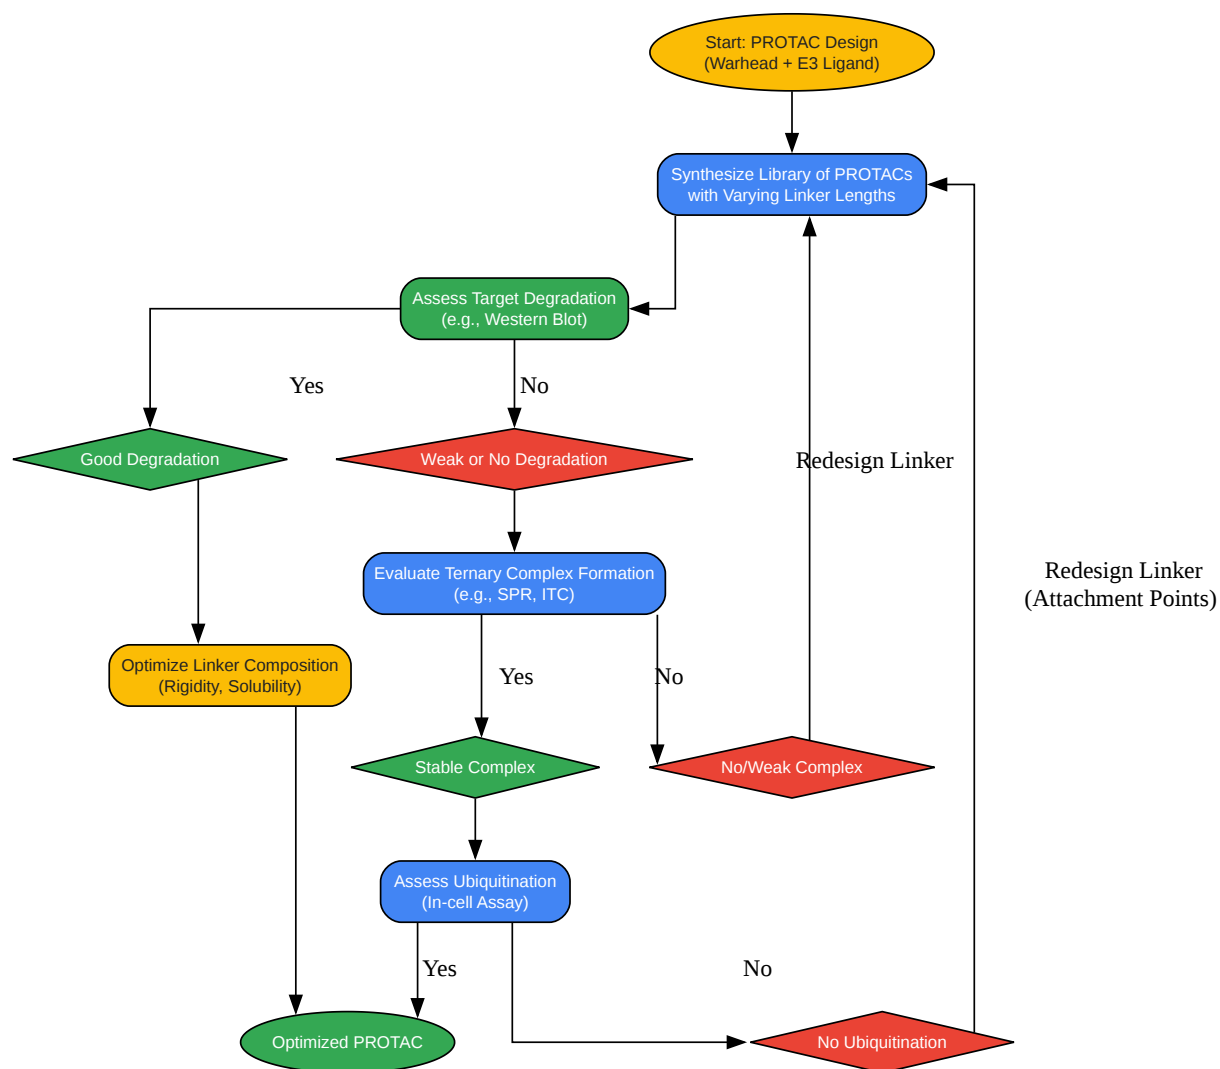 Start: PROTAC Design
(Warhead + E3 Ligand)
Synthesize Library of PROTACs
with Varying Linker Lengths
Assess Target Degradation
(e.g., Western Blot)
Yes
No
Good Degradation
Weak or No Degradation
Redesign Linker
Evaluate Ternary Complex Formation
(e.g., SPR, ITC)
Redesign Linker
(Attachment Points)
Optimize Linker Composition
(Rigidity, Solubility)
Yes
No
Stable Complex
No/Weak Complex
Assess Ubiquitination
(In-cell Assay)
Yes
No
Optimized PROTAC
No Ubiquitination